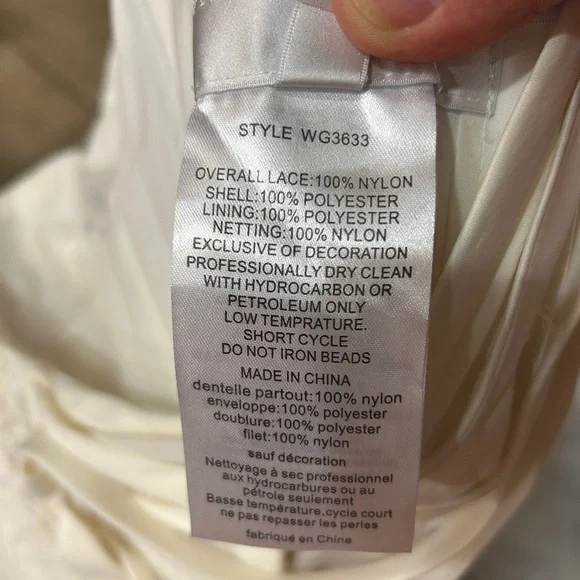 STYLE WG3633
OVERALL LACE:100% NYLON
SHELL:100% POLYESTER
LINING:100% POLYESTER
NETTING:100% NYLON
EXCLUSIVE OF DECORATION
PROFESSIONALLY DRY CLEAN
WITH HYDROCARBON OR
PETROLEUM ONLY
LOW TEMPRATURE.
SHORT CYCLE
DO NOT IRON BEADS
MADE IN CHINA
dentelle partout:100% nylon
enveloppe:100% polyester
doublure:100% polyester
filet:100% nylon
sauf décoration
Nettoyage à sec professionnel
aux hydrocarbures ou au
pétrole seulement
Basse température,cycle court
ne pas repasser les perles
fabriqué en Chine